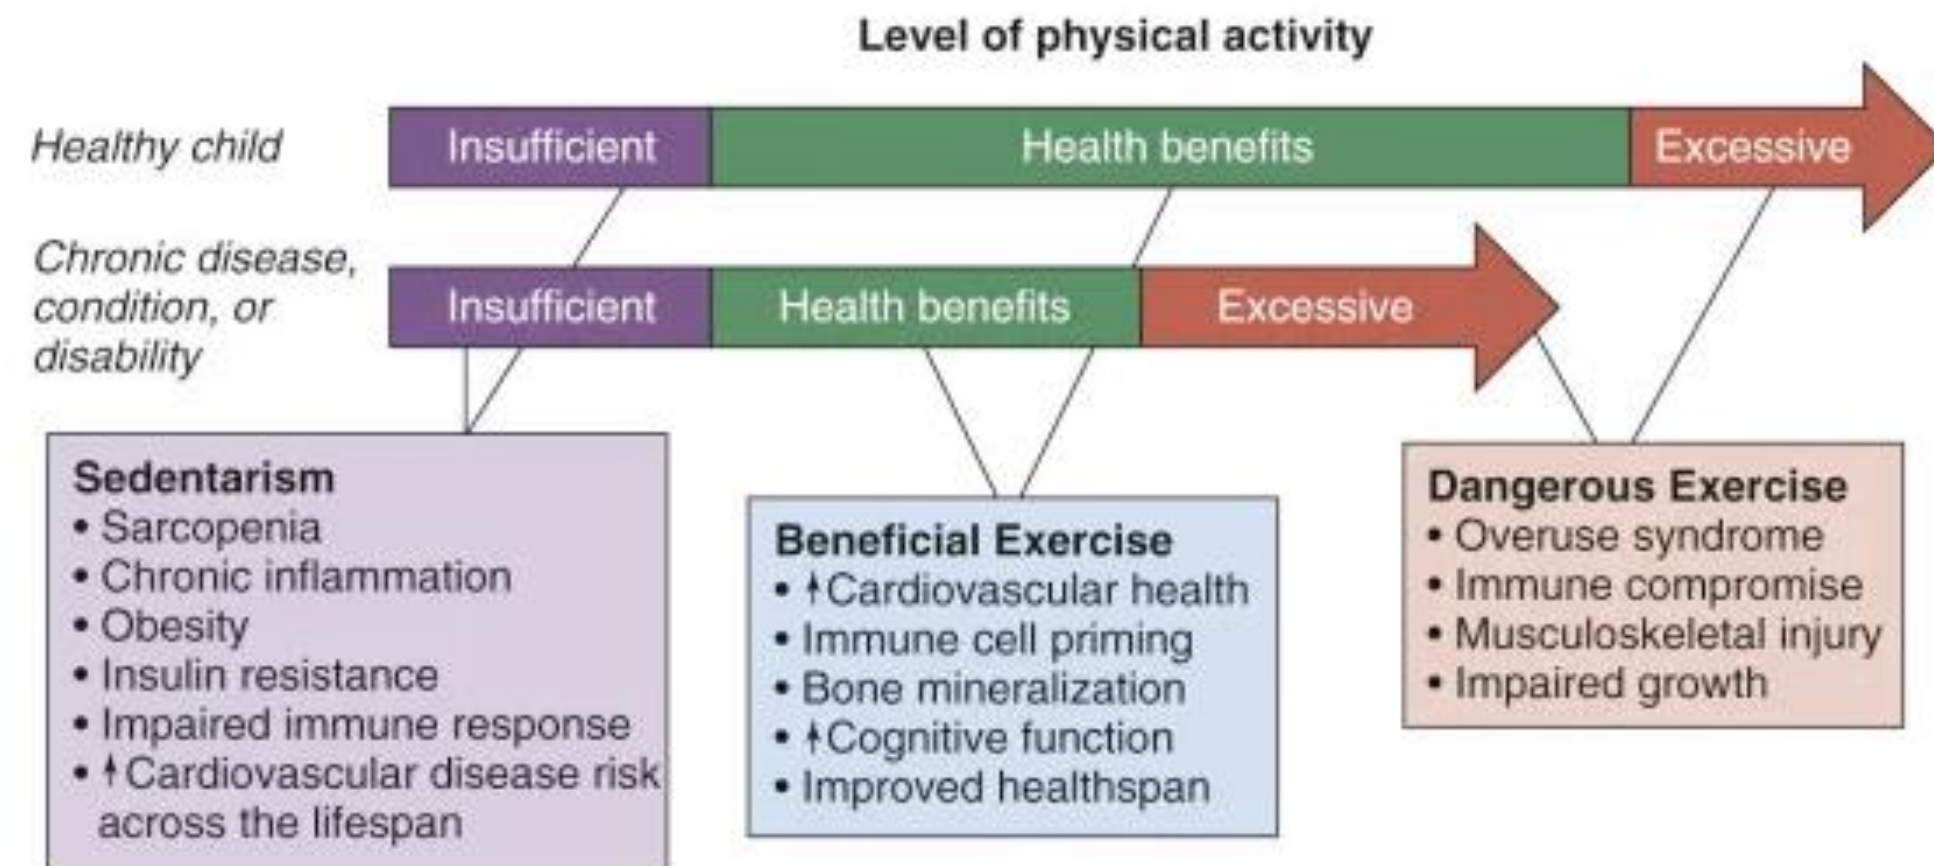 Level of physical activity
Healthy child
Insufficient
Health benefits
Excessive
Chronic disease,
condition, or
disability
Insufficient
Health benefits
Excessive
Sedentarism
• Sarcopenia
• Chronic inflammation
• Obesity
• Insulin resistance
• Impaired immune response
• ↑Cardiovascular disease risk
across the lifespan
Beneficial Exercise
• ↑Cardiovascular health
• Immune cell priming
• Bone mineralization
• ↑Cognitive function
• Improved healthspan
Dangerous Exercise
• Overuse syndrome
• Immune compromise
• Musculoskeletal injury
• Impaired growth